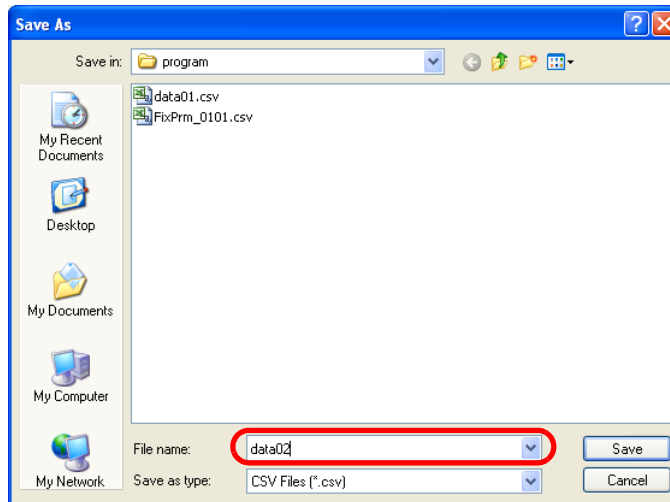 Save As
Save in:
program
data01.csv
FixPrm_0101.csv
My Recent
Documents
Desktop
My Documents
My Computer
My Network
File name:
data02
Save
Save as type:
CSV Files (*.csv)
Cancel